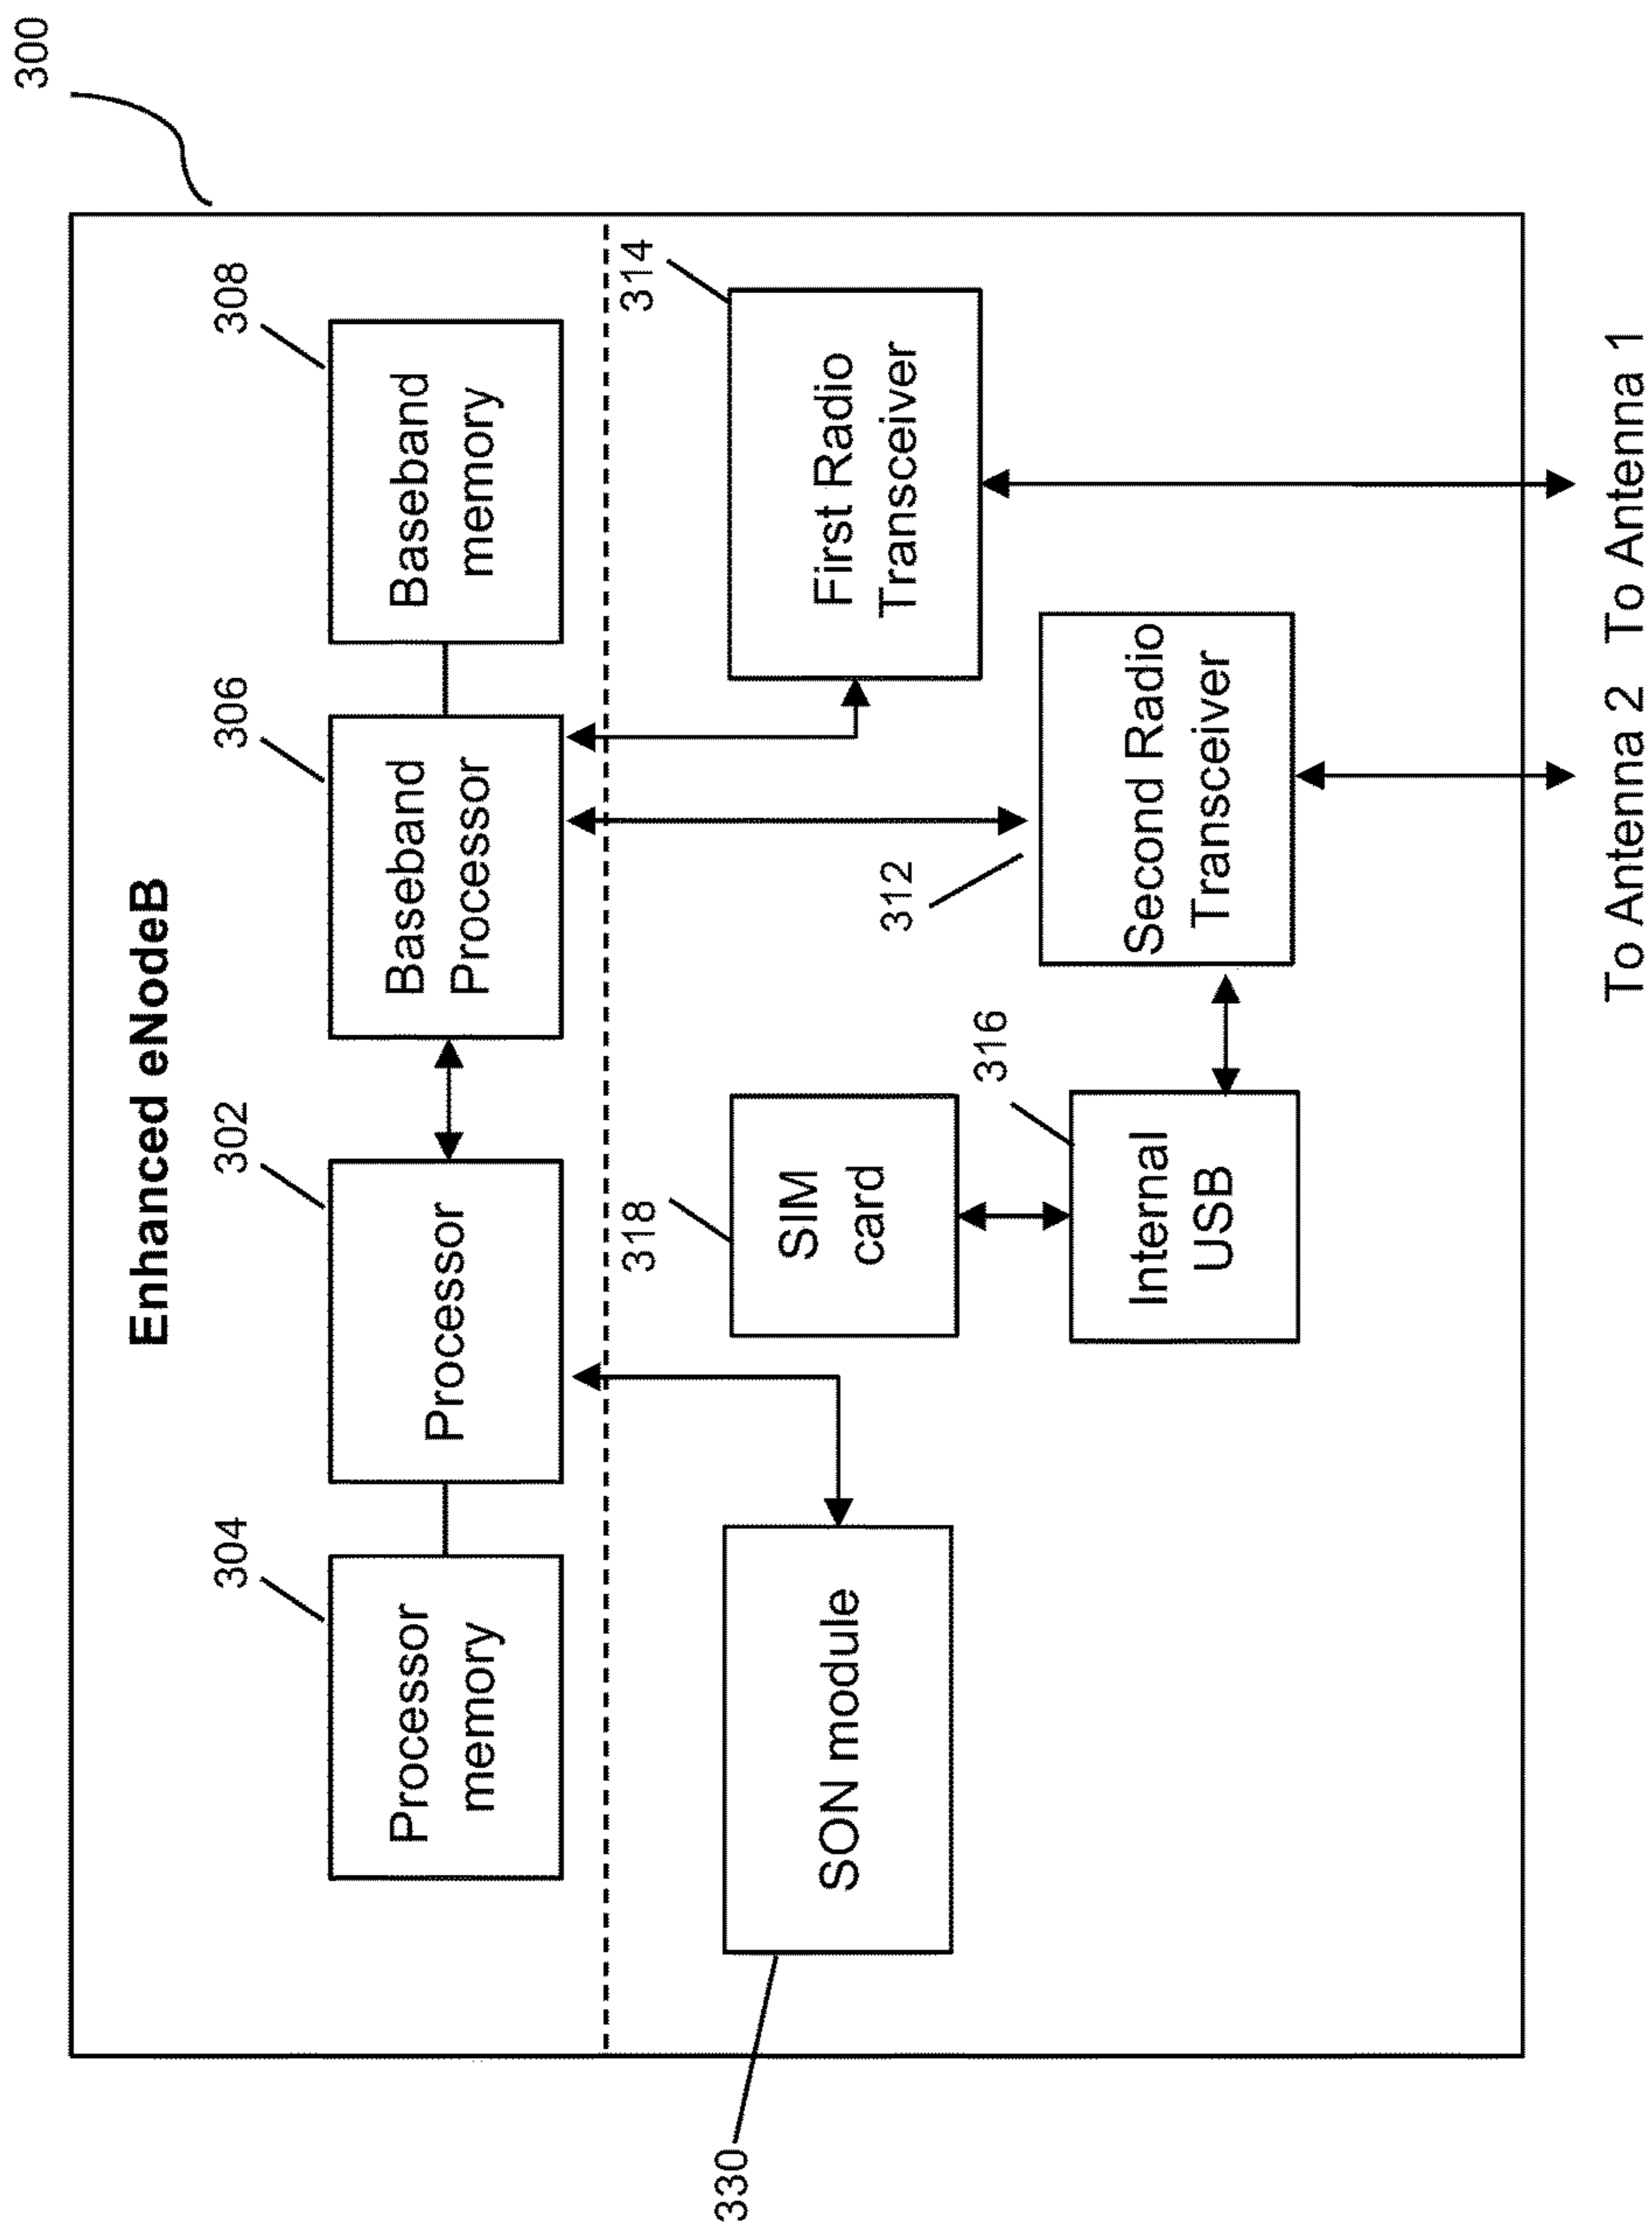 300
Enhanced eNodeB
304
302
306
308
Processor
memory
Processor
Baseband
Processor
Baseband
memory
330
318
314
SON module
SIM
card
First Radio
Transceiver
312
316
Internal
USB
Second Radio
Transceiver
To Antenna 2
To Antenna 1